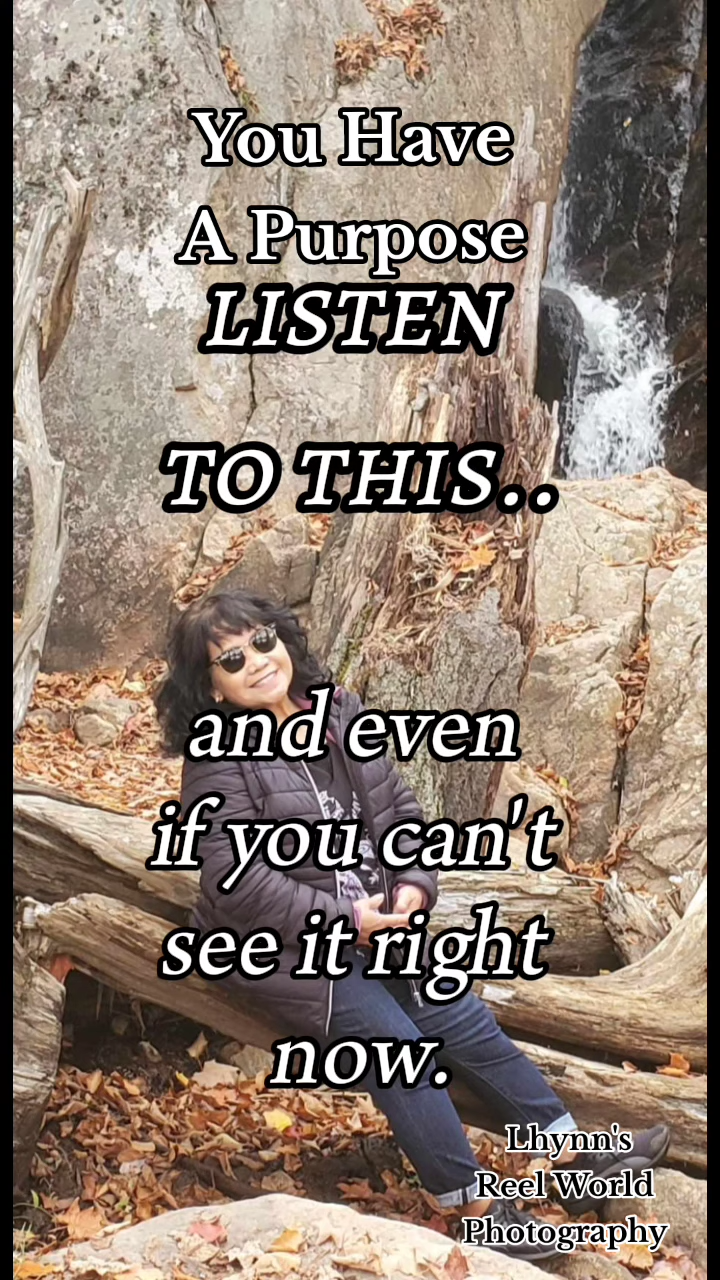 You Have
A Purpose
LISTEN
TO THIS..
and even
if you can't
see it right
now.
Lhynn's
Reel World
Photography